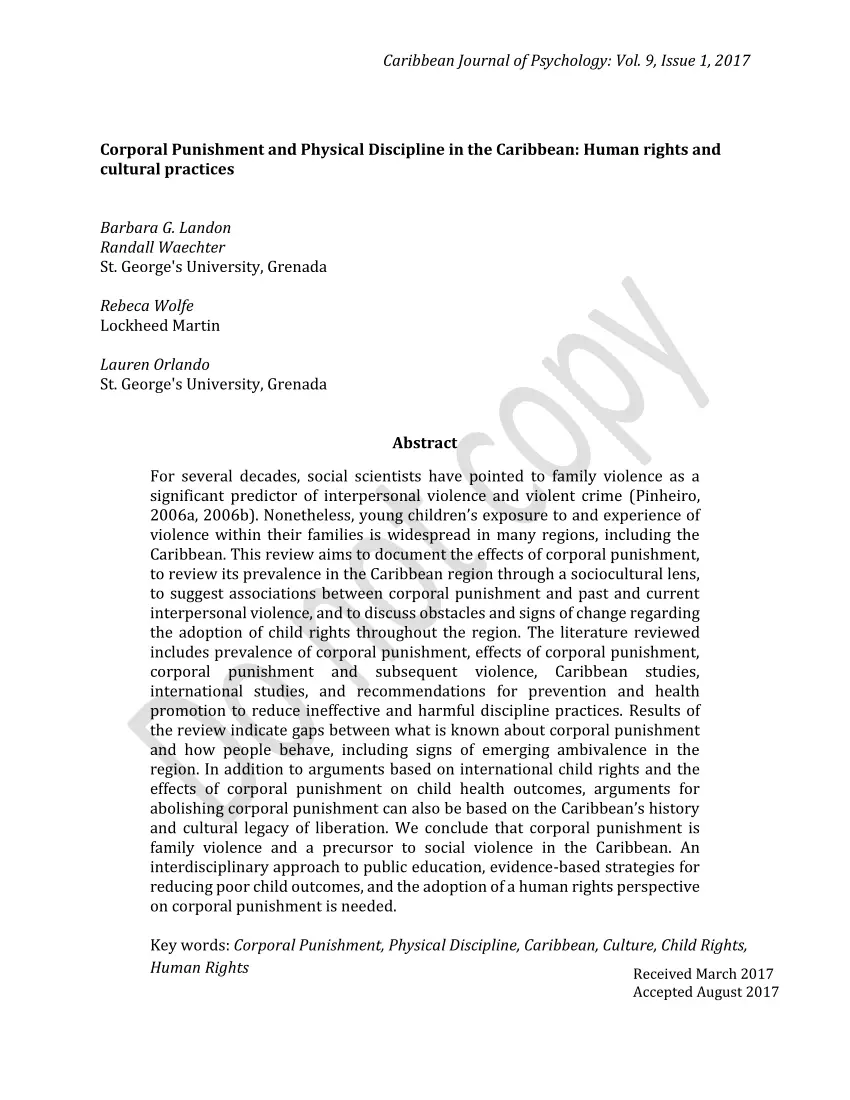 Caribbean Journal of Psychology: Vol. 9, Issue 1, 2017
Corporal Punishment and Physical Discipline in the Caribbean: Human rights and
cultural practices
Barbara G. Landon
Randall Waechter
St. George's University, Grenada
Rebeca Wolfe
Lockheed Martin
Lauren Orlando
St. George's University, Grenada
Abstract
For several decades, social scientists have pointed to family violence as a
significant predictor of interpersonal violence and violent crime (Pinheiro,
2006a, 2006b). Nonetheless, young children’s exposure to and experience of
violence within their families is widespread in many regions, including the
Caribbean. This review aims to document the effects of corporal punishment,
to review its prevalence in the Caribbean region through a sociocultural lens,
to suggest associations between corporal punishment and past and current
interpersonal violence, and to discuss obstacles and signs of change regarding
the adoption of child rights throughout the region. The literature reviewed
includes prevalence of corporal punishment, effects of corporal punishment,
corporal punishment and subsequent violence, Caribbean studies,
international studies, and recommendations for prevention and health
promotion to reduce ineffective and harmful discipline practices. Results of
the review indicate gaps between what is known about corporal punishment
and how people behave, including signs of emerging ambivalence in the
region. In addition to arguments based on international child rights and the
effects of corporal punishment on child health outcomes, arguments for
abolishing corporal punishment can also be based on the Caribbean’s history
and cultural legacy of liberation. We conclude that corporal punishment is
family violence and a precursor to social violence in the Caribbean. An
interdisciplinary approach to public education, evidence-based strategies for
reducing poor child outcomes, and the adoption of a human rights perspective
on corporal punishment is needed.
Key words: Corporal Punishment, Physical Discipline, Caribbean, Culture, Child Rights,
Human Rights
Received March 2017
Accepted August 2017
Do not copy